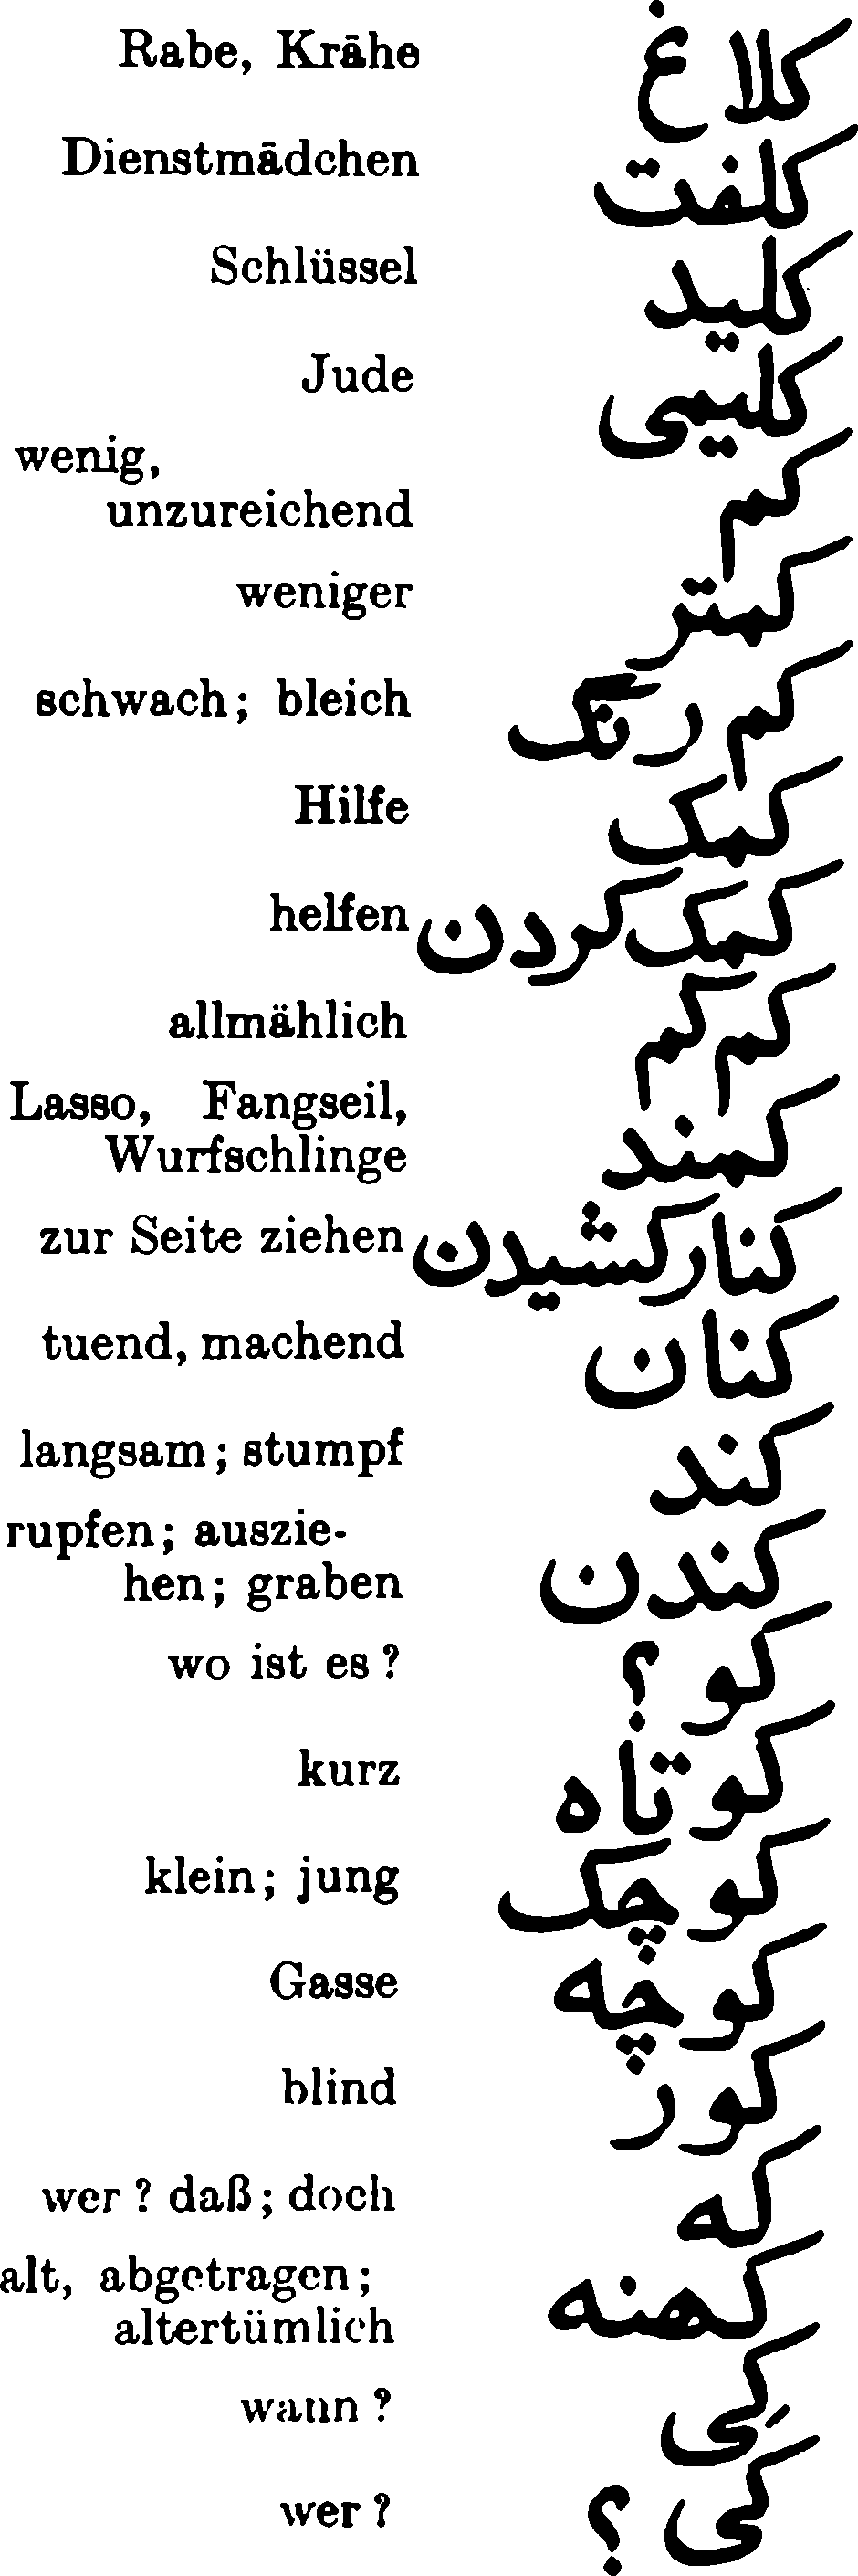 Rabe, Krähe کلاغ
Dienstmädchen کلفت
Schlüssel کلید
Jude کلیمی
wenig,
unzureichend کم
weniger کمتر
schwach; bleich کم رنگ
Hilfe کمک
helfen کمک کردن
allmählich کم کم
Lasso, Fangseil,
Wurfschlinge کمند
zur Seite ziehen کنار کشیدن
tuend, machend کنان
langsam; stumpf کند
rupfen; auszie-
hen; graben کندن
wo ist es? کو؟
kurz کوتاه
klein; jung کوچک
Gasse کوچه
blind کور
wer? daß; doch که
alt, abgetragen;
altertümlich کهنه
wann? کِی
wer? کی؟